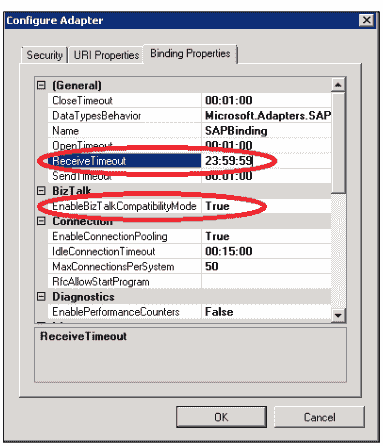 Configure Adapter
Security URI Properties Binding Properties
(General)
CloseTimeout 00:01:00
DataTypesBehavior Microsoft.Adapters.SAP
Name SAPBinding
OpenTimeout 00:01:00
ReceiveTimeout 23:59:59
SendTimeout 00:01:00
BizTalk
EnableBizTalkCompatibilityMode True
Connection
EnableConnectionPooling True
IdleConnectionTimeout 00:15:00
MaxConnectionsPerSystem 50
RfcAllowStartProgram
Diagnostics
EnablePerformanceCounters False
ReceiveTimeout
OK Cancel